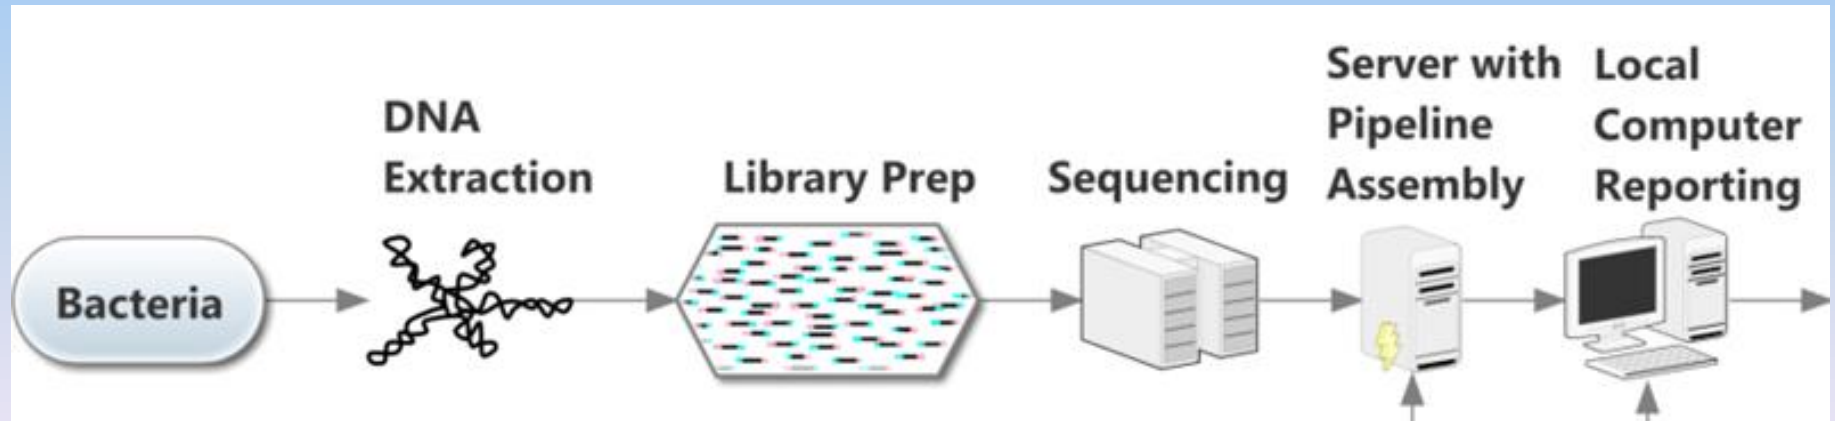 Bacteria
DNA
Extraction
Library Prep
Sequencing
Server with
Pipeline
Assembly
Local
Computer
Reporting